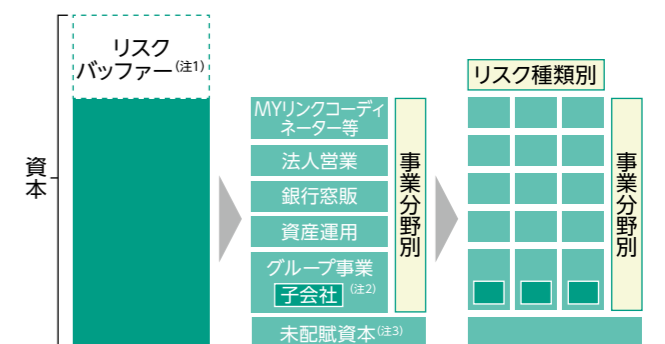 資本
リスク
バッファー(注1)
MYリンクコーディ
ネーター等
法人営業
銀行窓販
資産運用
グループ事業
子会社(注2)
事業分野別
未配賦資本(注3)
リスク種類別
事業分野別